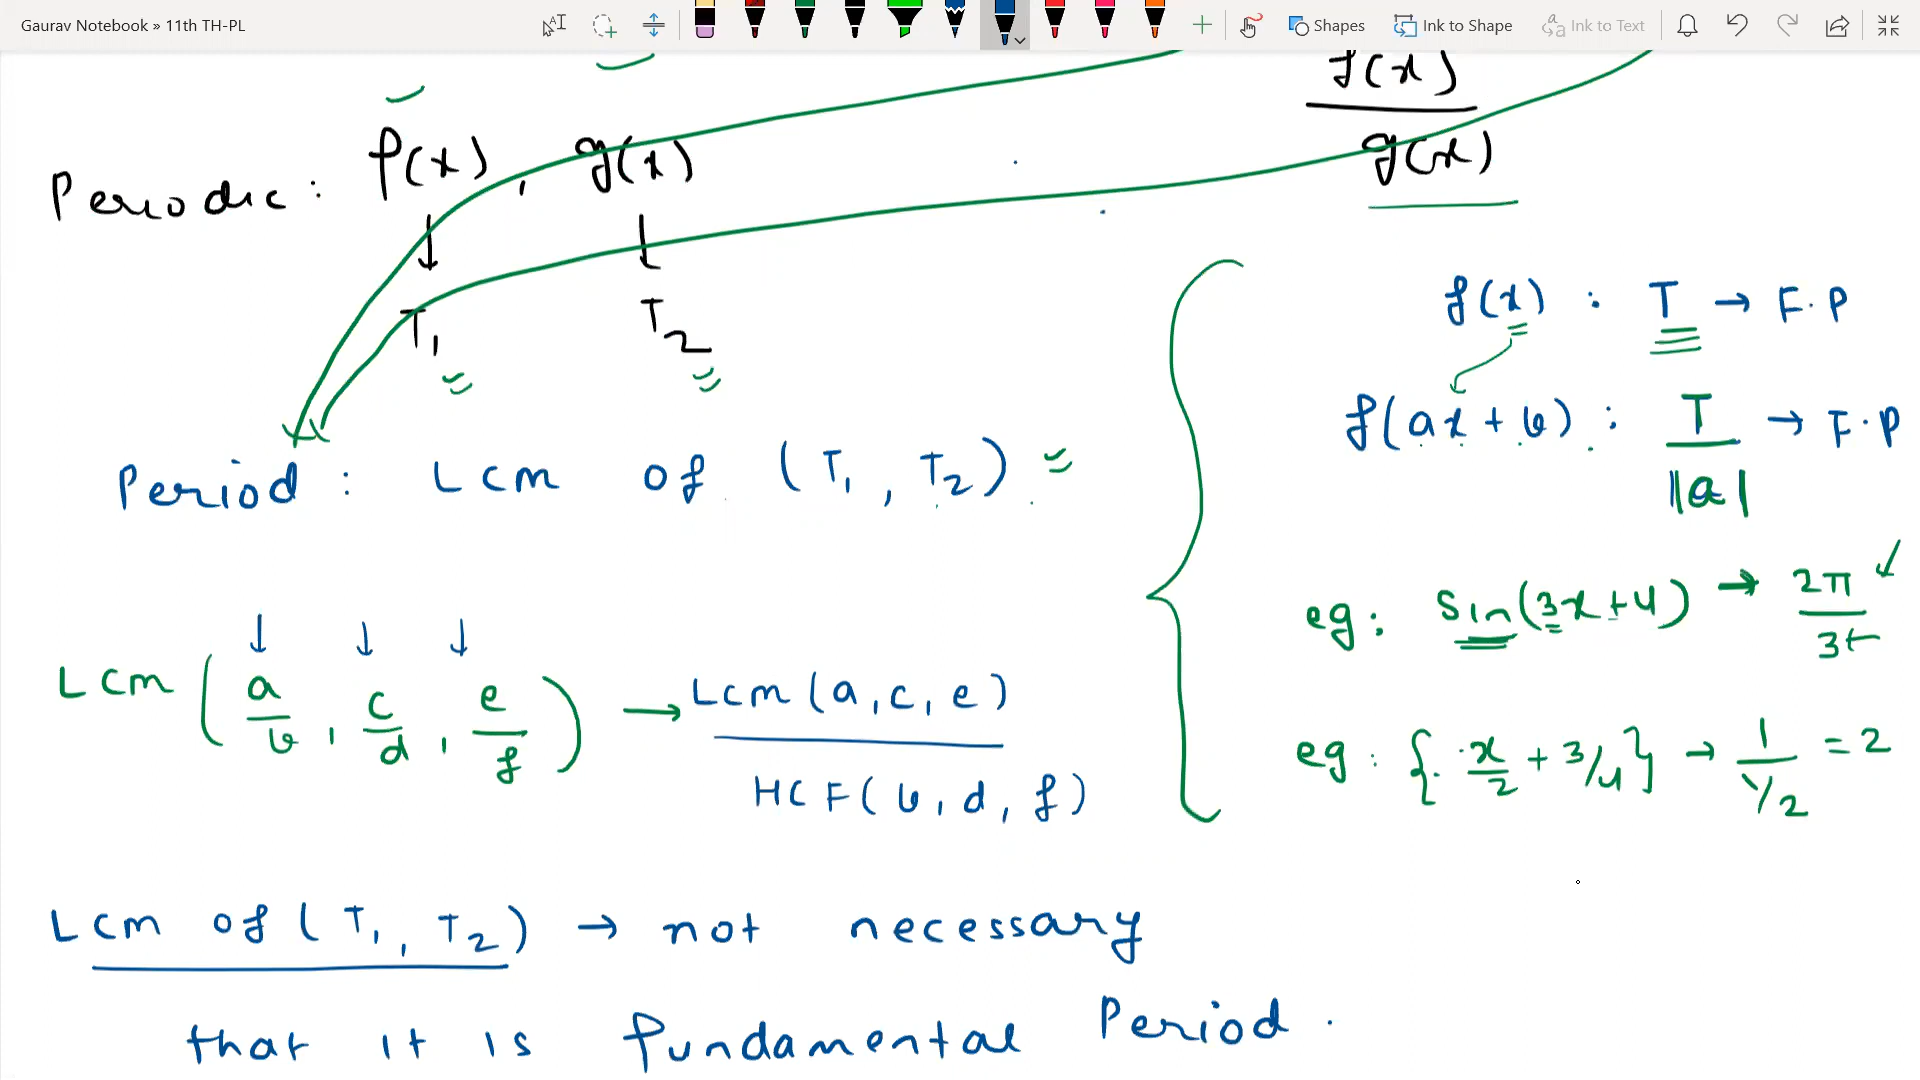 Gaurav Notebook » 11th TH-PL
Shapes
Ink to Shape
Ink to Text
f(x)
g(x)
Periodic : f(x) , g(x)
T₁ T₂
Period : Lcm of (T₁ , T₂)
f(x) : T → F.P
f(ax + b) : T/|a| → F.P
eg : Sin(3x+4) → 2π/3
eg : {x/2 + 3/4} → 1/1/2 = 2
Lcm (a/b , c/d , e/f) → Lcm (a, c, e)
HCF (b, d, f)
Lcm of (T₁ , T₂) → not necessary
that it is fundamental Period .